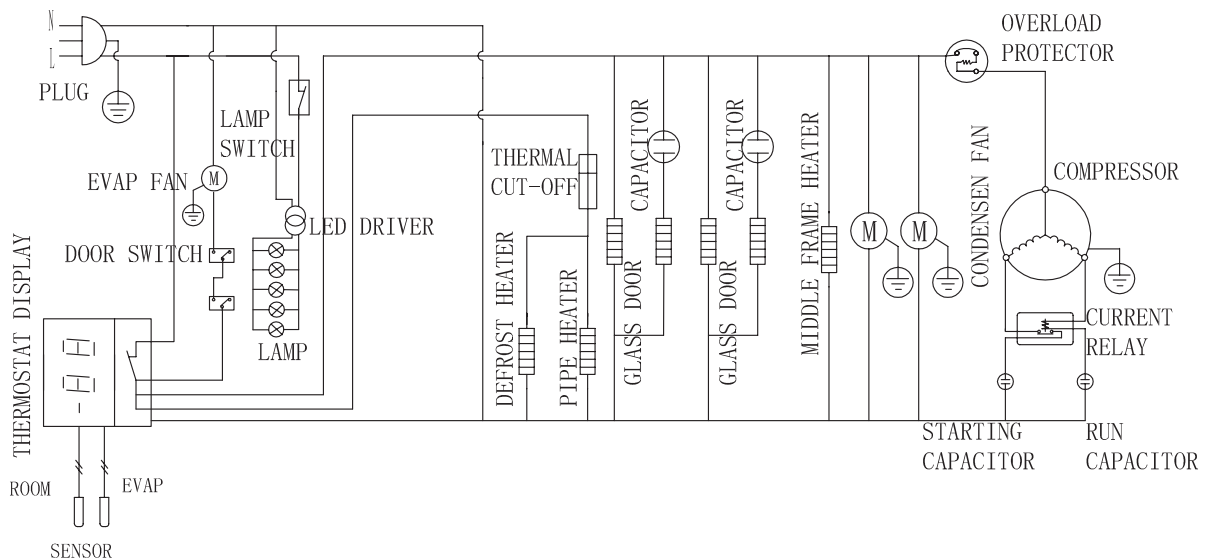 N
L
PLUG
OVERLOAD
PROTECTOR
LAMP
SWITCH
EVAP FAN
M
LED DRIVER
DOOR SWITCH
LAMP
THERMOSTAT DISPLAY
ROOM
EVAP
SENSOR
THERMAL
CUT-OFF
DEFROST HEATER
PIPE HEATER
CAPACITOR
GLASS DOOR
CAPACITOR
GLASS DOOR
MIDDLE FRAME HEATER
M
M
CONDENSEN FAN
COMPRESSOR
CURRENT
RELAY
STARTING
CAPACITOR
RUN
CAPACITOR